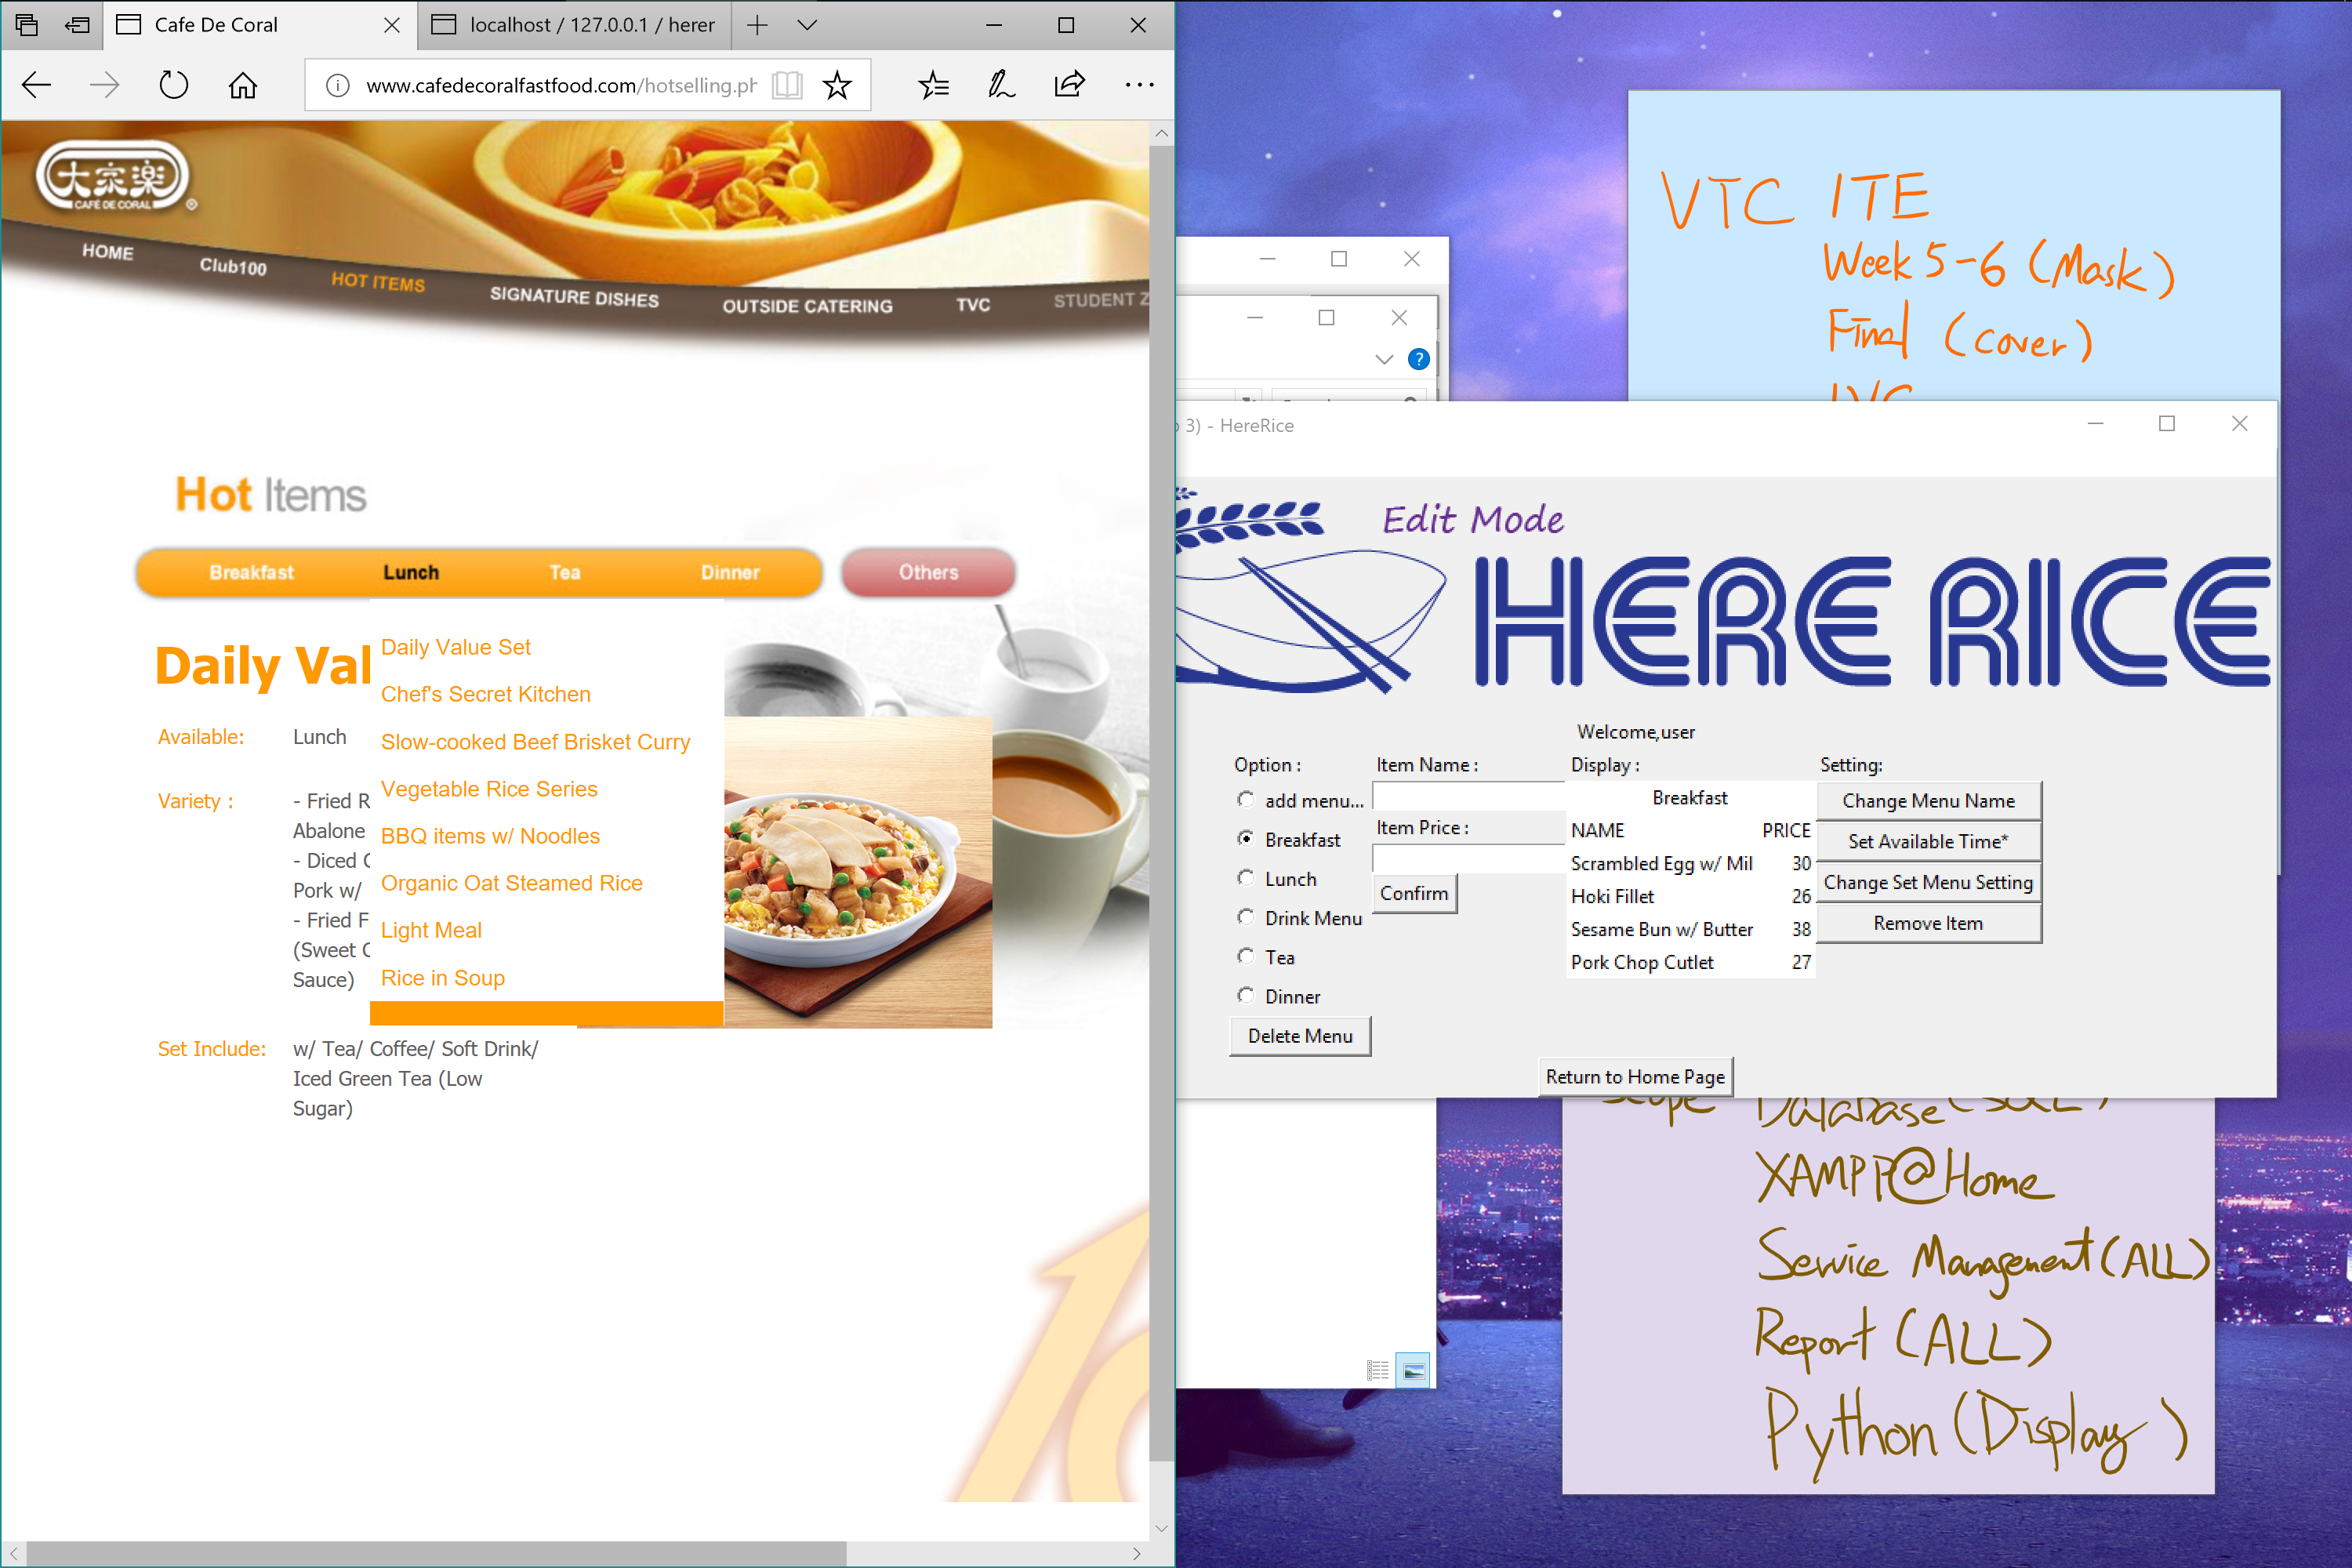 Cafe De Coral
localhost / 127.0.0.1 / herer
www.cafedecoralfastfood.com/hotselling.ph
大家樂
CAFÉ DE CORAL
HOME
Club100
HOT ITEMS
SIGNATURE DISHES
OUTSIDE CATERING
TVC
STUDENT Z
Hot Items
Breakfast
Lunch
Tea
Dinner
Others
Daily Val
Daily Value Set
Chef's Secret Kitchen
Slow-cooked Beef Brisket Curry
Vegetable Rice Series
BBQ items w/ Noodles
Organic Oat Steamed Rice
Light Meal
Rice in Soup
Available:
Lunch
Variety :
- Fried R
Abalone
- Diced C
Pork w/
- Fried F
(Sweet C
Sauce)
Set Include:
w/ Tea/ Coffee/ Soft Drink/
Iced Green Tea (Low
Sugar)
VTC ITE
Week 5-6 (Mask)
Final (cover)
3) - HereRice
Edit Mode
HERE RICE
Welcome,user
Option :
add menu...
Breakfast
Lunch
Drink Menu
Tea
Dinner
Delete Menu
Item Name :
Item Price :
Confirm
Display :
Breakfast
NAME PRICE
Scrambled Egg w/ Mil 30
Hoki Fillet 26
Sesame Bun w/ Butter 38
Pork Chop Cutlet 27
Setting:
Change Menu Name
Set Available Time*
Change Set Menu Setting
Remove Item
Return to Home Page
Scope Database (SQL)
XAMPP@Home
Service Management (ALL)
Report (ALL)
Python (Display)